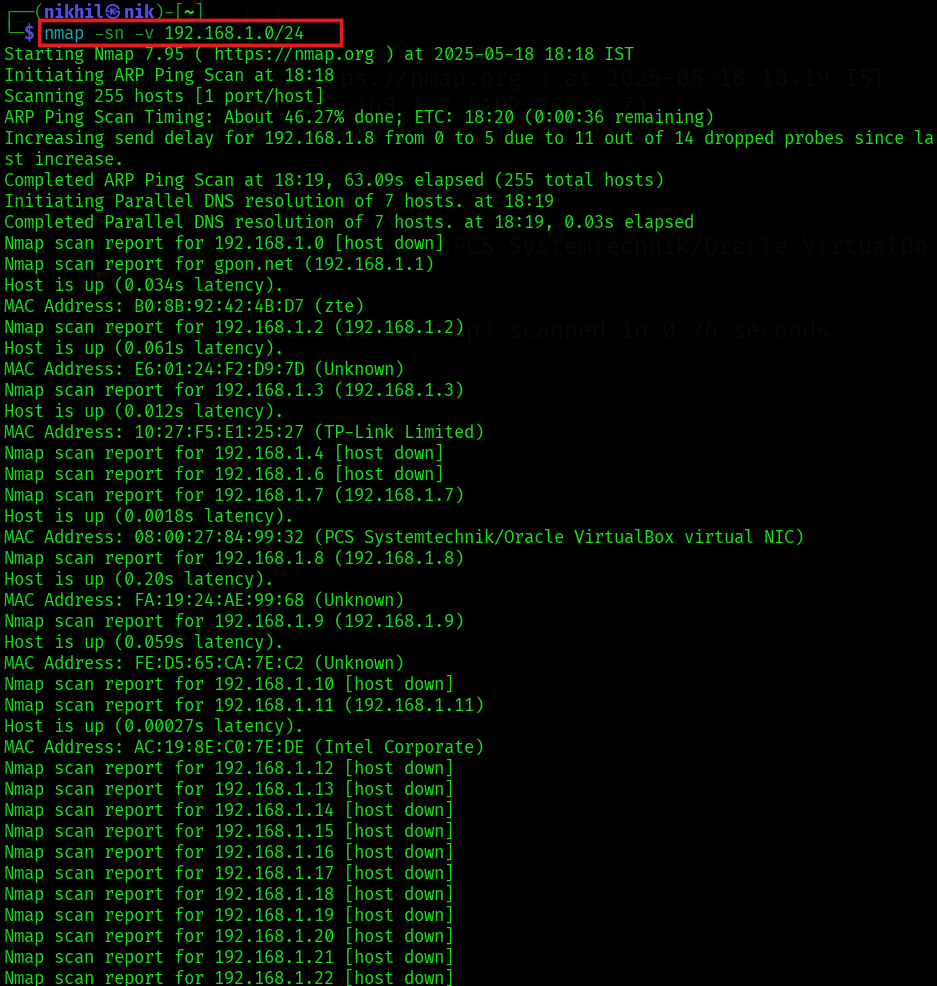 ┌──(nikhil㉿nik)-[~]
└─$ nmap -sn -v 192.168.1.0/24
Starting Nmap 7.95 ( https://nmap.org ) at 2025-05-18 18:18 IST
Initiating ARP Ping Scan at 18:18
Scanning 255 hosts [1 port/host]
ARP Ping Scan Timing: About 46.27% done; ETC: 18:20 (0:00:36 remaining)
Increasing send delay for 192.168.1.8 from 0 to 5 due to 11 out of 14 dropped probes since la
st increase.
Completed ARP Ping Scan at 18:19, 63.09s elapsed (255 total hosts)
Initiating Parallel DNS resolution of 7 hosts. at 18:19
Completed Parallel DNS resolution of 7 hosts. at 18:19, 0.03s elapsed
Nmap scan report for 192.168.1.0 [host down]
Nmap scan report for gpon.net (192.168.1.1)
Host is up (0.034s latency).
MAC Address: B0:8B:92:42:4B:D7 (zte)
Nmap scan report for 192.168.1.2 (192.168.1.2)
Host is up (0.061s latency).
MAC Address: E6:01:24:F2:D9:7D (Unknown)
Nmap scan report for 192.168.1.3 (192.168.1.3)
Host is up (0.012s latency).
MAC Address: 10:27:F5:E1:25:27 (TP-Link Limited)
Nmap scan report for 192.168.1.4 [host down]
Nmap scan report for 192.168.1.6 [host down]
Nmap scan report for 192.168.1.7 (192.168.1.7)
Host is up (0.0018s latency).
MAC Address: 08:00:27:84:99:32 (PCS Systemtechnik/Oracle VirtualBox virtual NIC)
Nmap scan report for 192.168.1.8 (192.168.1.8)
Host is up (0.20s latency).
MAC Address: FA:19:24:AE:99:68 (Unknown)
Nmap scan report for 192.168.1.9 (192.168.1.9)
Host is up (0.059s latency).
MAC Address: FE:D5:65:CA:7E:C2 (Unknown)
Nmap scan report for 192.168.1.10 [host down]
Nmap scan report for 192.168.1.11 (192.168.1.11)
Host is up (0.00027s latency).
MAC Address: AC:19:8E:C0:7E:DE (Intel Corporate)
Nmap scan report for 192.168.1.12 [host down]
Nmap scan report for 192.168.1.13 [host down]
Nmap scan report for 192.168.1.14 [host down]
Nmap scan report for 192.168.1.15 [host down]
Nmap scan report for 192.168.1.16 [host down]
Nmap scan report for 192.168.1.17 [host down]
Nmap scan report for 192.168.1.18 [host down]
Nmap scan report for 192.168.1.19 [host down]
Nmap scan report for 192.168.1.20 [host down]
Nmap scan report for 192.168.1.21 [host down]
Nmap scan report for 192.168.1.22 [host down]